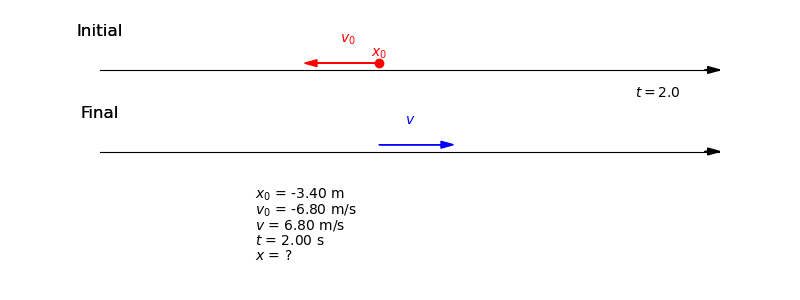 Initial
v₀
x₀
t = 2.0
Final
v
x₀ = -3.40 m
v₀ = -6.80 m/s
v = 6.80 m/s
t = 2.00 s
x = ?